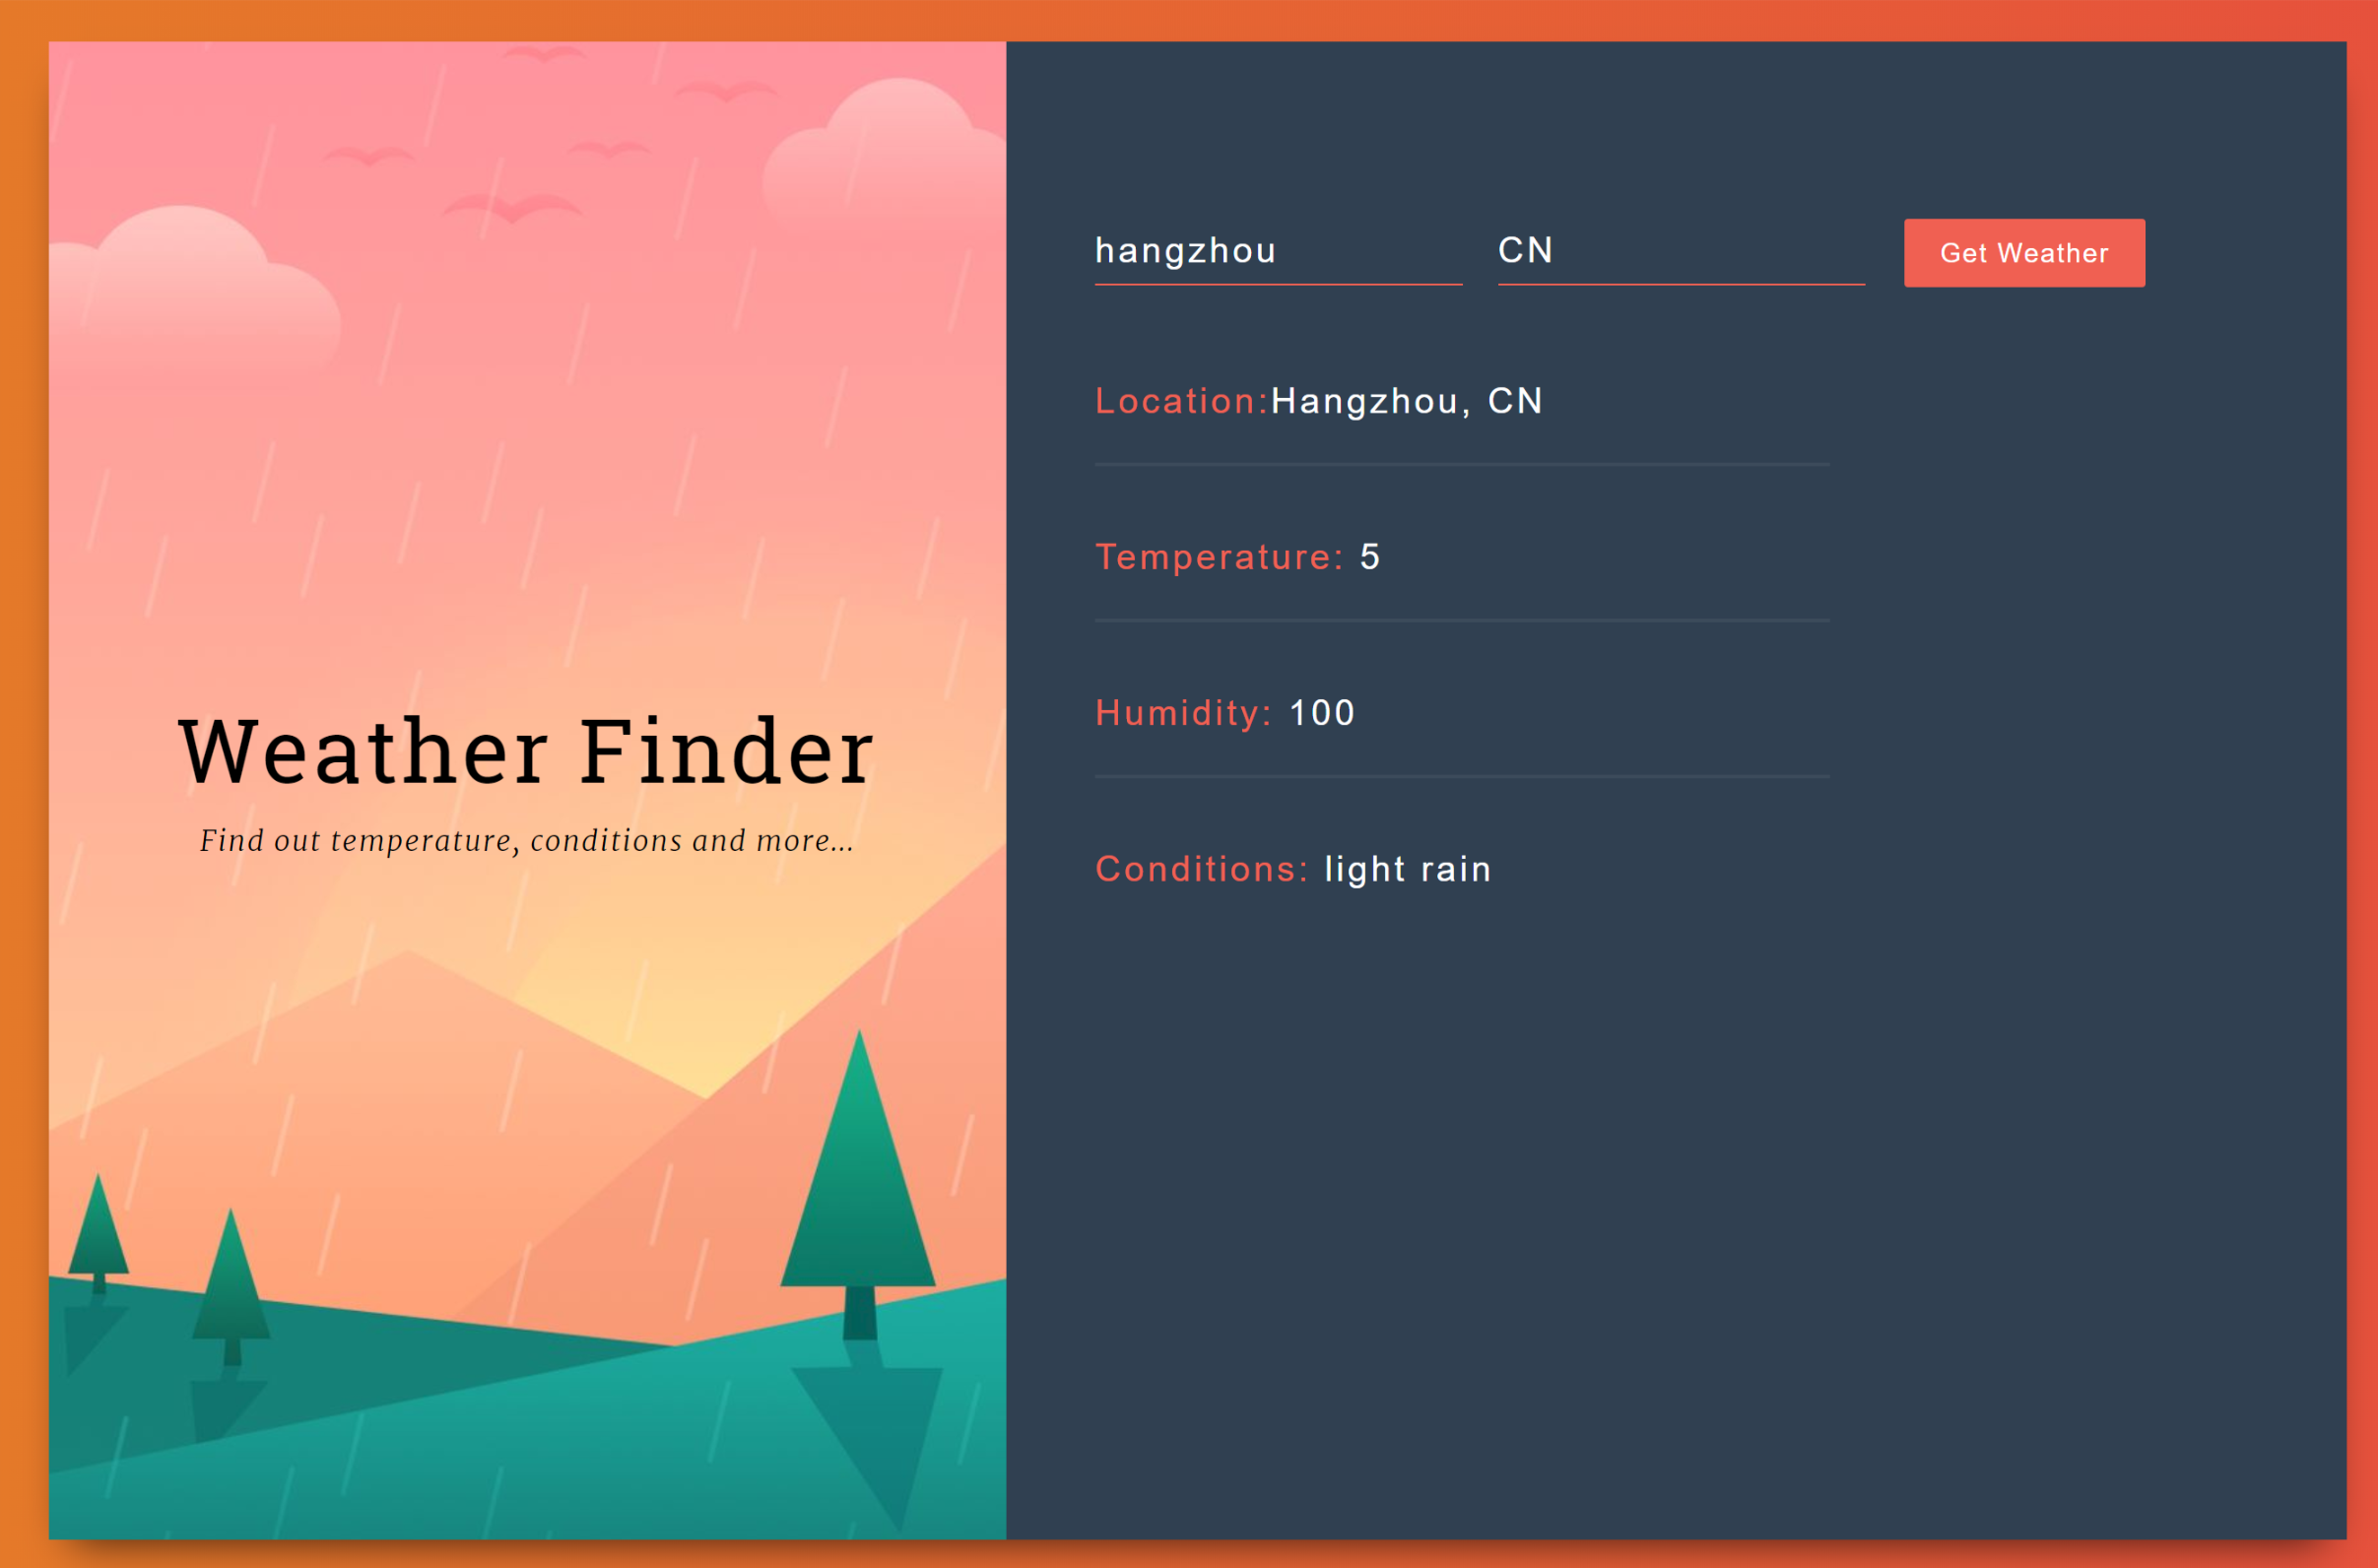 Weather Finder
Find out temperature, conditions and more...
hangzhou
CN
Get Weather
Location:Hangzhou, CN
Temperature: 5
Humidity: 100
Conditions: light rain